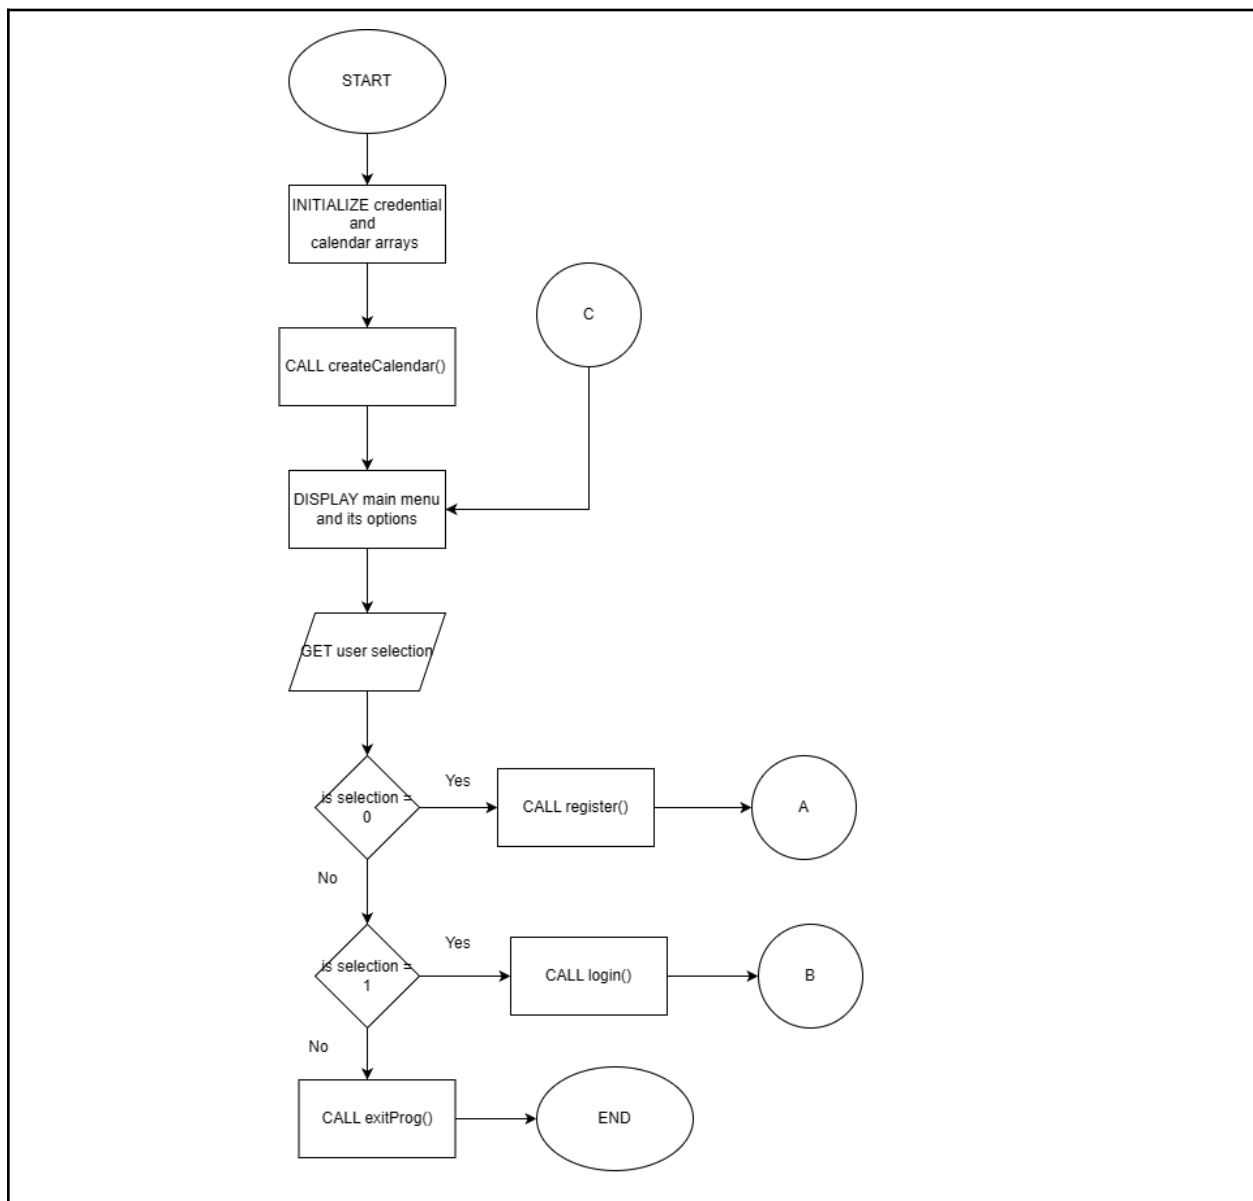 START
INITIALIZE credential
and
calendar arrays
C
CALL createCalendar()
DISPLAY main menu
and its options
GET user selection
is selection =
0
Yes
CALL register()
A
No
is selection =
1
Yes
CALL login()
B
No
CALL exitProg()
END